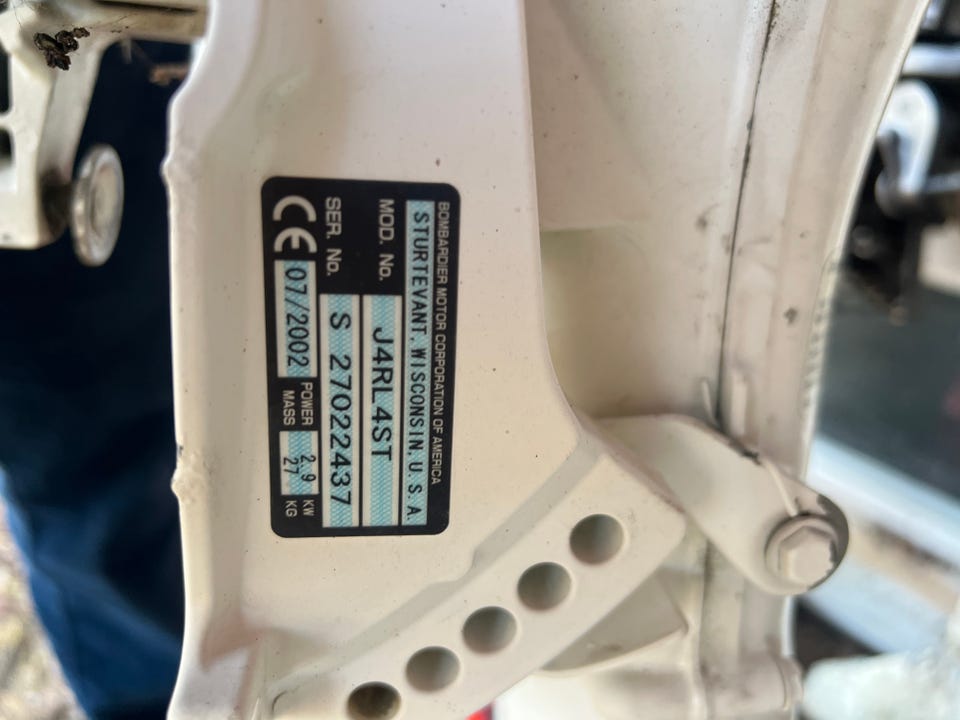 BOMBARDIER MOTOR CORPORATION OF AMERICA
STURTEVANT, WISCONSIN, U. S. A.
MOD. No. J4RL4ST
SER. No. S 27022437
CE 07/2002 POWER 2.9 KW
MASS 27 KG